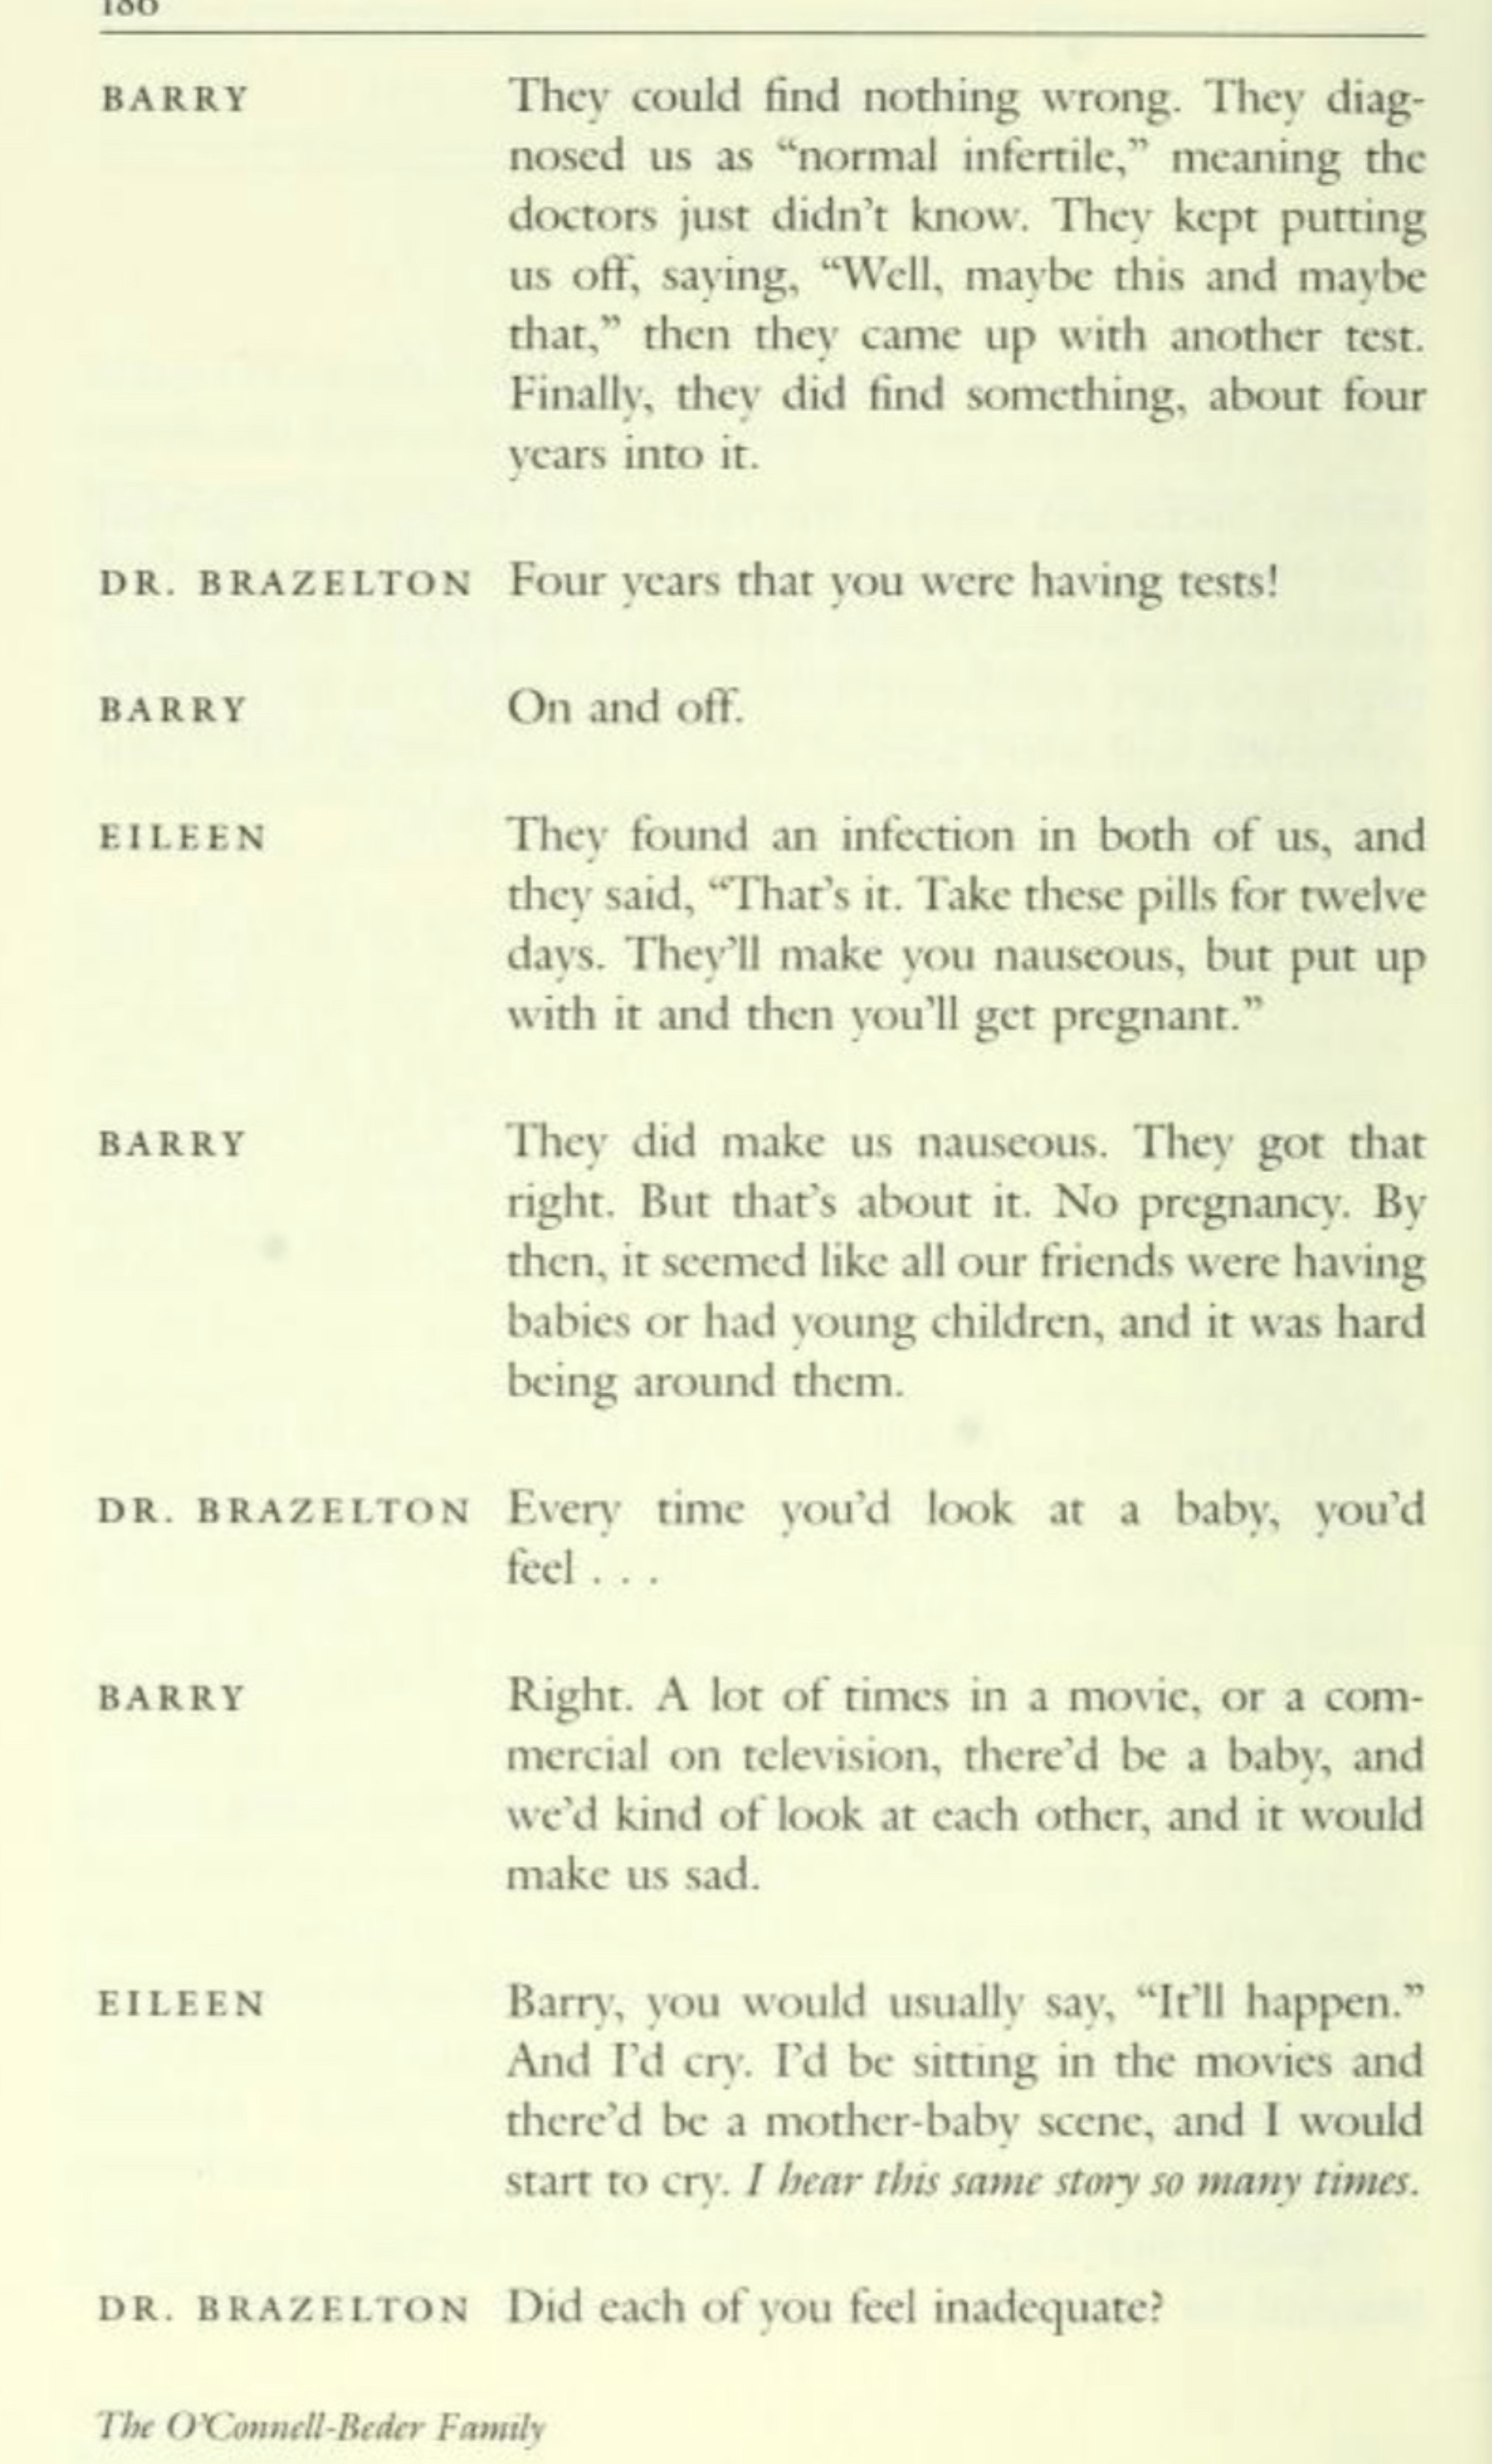 186
BARRY They could find nothing wrong. They diag-
nosed us as “normal infertile,” meaning the
doctors just didn’t know. They kept putting
us off, saying, “Well, maybe this and maybe
that,” then they came up with another test.
Finally, they did find something, about four
years into it.
DR. BRAZELTON Four years that you were having tests!
BARRY On and off.
EILEEN They found an infection in both of us, and
they said, “That’s it. Take these pills for twelve
days. They’ll make you nauseous, but put up
with it and then you’ll get pregnant.”
BARRY They did make us nauseous. They got that
right. But that’s about it. No pregnancy. By
then, it seemed like all our friends were having
babies or had young children, and it was hard
being around them.
DR. BRAZELTON Every time you’d look at a baby, you’d
feel . . .
BARRY Right. A lot of times in a movie, or a com-
mercial on television, there’d be a baby, and
we’d kind of look at each other, and it would
make us sad.
EILEEN Barry, you would usually say, “It’ll happen.”
And I’d cry. I’d be sitting in the movies and
there’d be a mother-baby scene, and I would
start to cry. I hear this same story so many times.
DR. BRAZELTON Did each of you feel inadequate?
The O’Connell-Beder Family